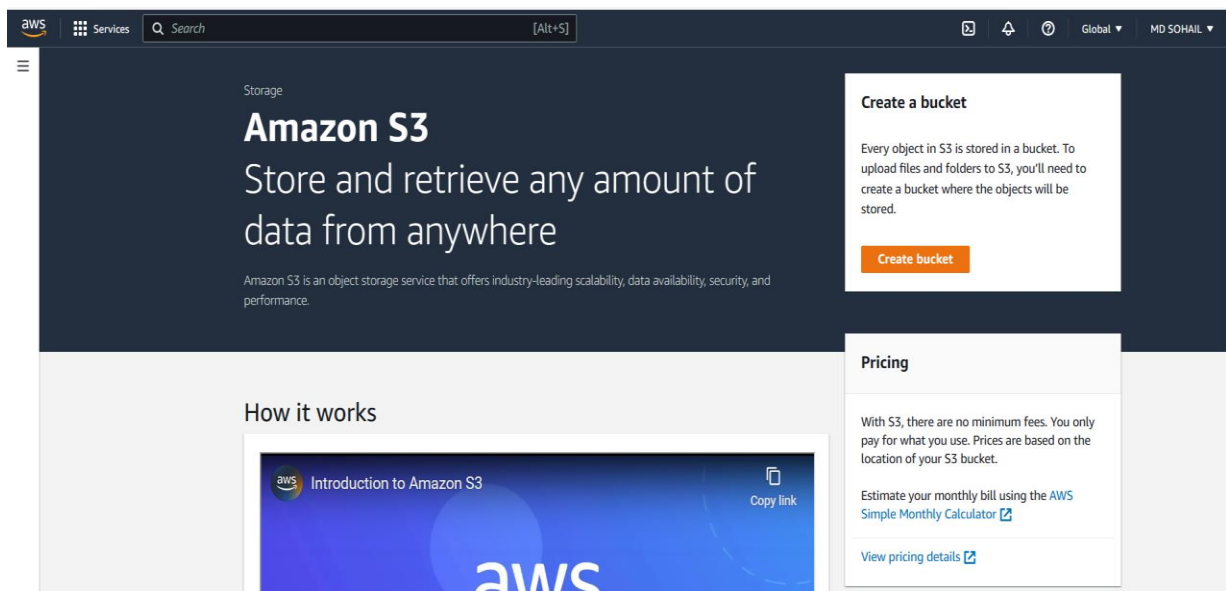 aws
Services
Search
[Alt+S]
Global
MD SOHAIL
Storage
Amazon S3
Store and retrieve any amount of
data from anywhere
Amazon S3 is an object storage service that offers industry-leading scalability, data availability, security, and
performance.
Create a bucket
Every object in S3 is stored in a bucket. To
upload files and folders to S3, you'll need to
create a bucket where the objects will be
stored.
Create bucket
Pricing
With S3, there are no minimum fees. You only
pay for what you use. Prices are based on the
location of your S3 bucket.
Estimate your monthly bill using the AWS
Simple Monthly Calculator
View pricing details
How it works
aws
Introduction to Amazon S3
Copy link
aws